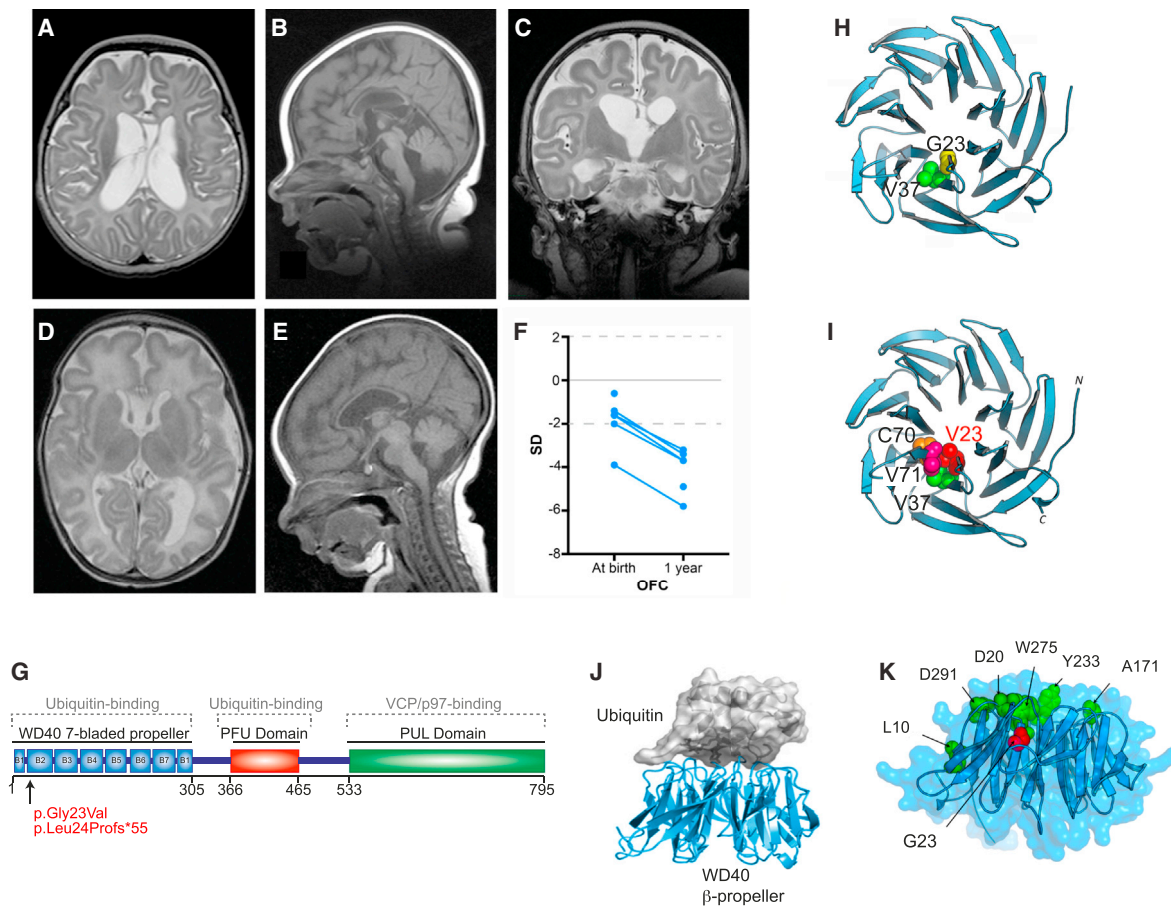 A
B
C
D
E
F
2
0
-2
-4
-6
-8
SD
At birth
1 year
OFC
G
Ubiquitin-binding
Ubiquitin-binding
VCP/p97-binding
WD40 7-bladed propeller
PFU Domain
PUL Domain
B1 B2 B3 B4 B5 B6 B7 B1
1 305 366 465 533 795
p.Gly23Val
p.Leu24Profs*55
H
G23
V37
I
N
C70
V23
V71
V37
C
J
Ubiquitin
WD40
β-propeller
K
W275
D20
Y233
D291
A171
L10
G23